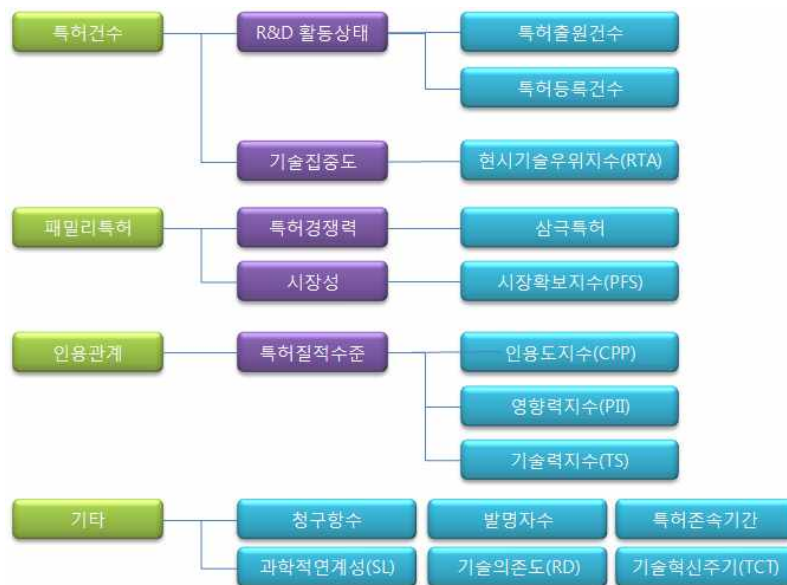 특허건수
R&D 활동상태
특허출원건수
특허등록건수
기술집중도
현시기술우위지수(RTA)
패밀리특허
특허경쟁력
삼극특허
시장성
시장확보지수(PFS)
인용관계
특허질적수준
인용도지수(CPP)
영향력지수(PII)
기술력지수(TS)
기타
청구항수
발명자수
특허존속기간
과학적연계성(SL)
기술의존도(RD)
기술혁신주기(TCT)